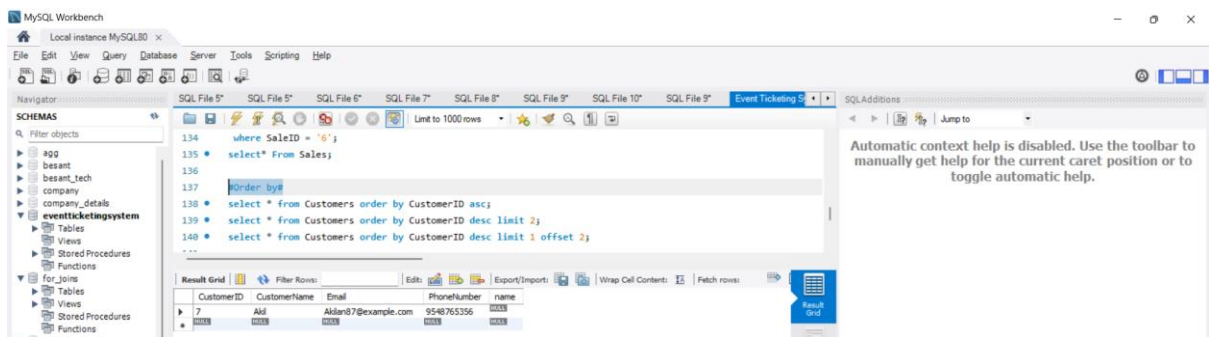 MySQL Workbench
Local instance MySQL80
File Edit View Query Database Server Tools Scripting Help
Navigator
SQL File 5* SQL File 5* SQL File 6* SQL File 7* SQL File 8* SQL File 9* SQL File 10* SQL File 9* Event Ticketing S
SQLAdditions
SCHEMAS
Limit to 1000 rows
Jump to
Filter objects
agg
besant
besant_tech
company
company_details
eventticketingsystem
Tables
Views
Stored Procedures
Functions
for_joins
Tables
Views
Stored Procedures
Functions
134 where SaleID = '6';
135 select* From Sales;
136
137 #Order by#
138 select * from Customers order by CustomerID asc;
139 select * from Customers order by CustomerID desc limit 2;
140 select * from Customers order by CustomerID desc limit 1 offset 2;
Result Grid Filter Rows: Edit: Export/Import: Wrap Cell Content: Fetch rows:
CustomerID CustomerName Email PhoneNumber name
7 Akil Akilan87@example.com 9548765356 NULL
NULL NULL NULL NULL NULL
Result
Grid
Automatic context help is disabled. Use the toolbar to
manually get help for the current caret position or to
toggle automatic help.